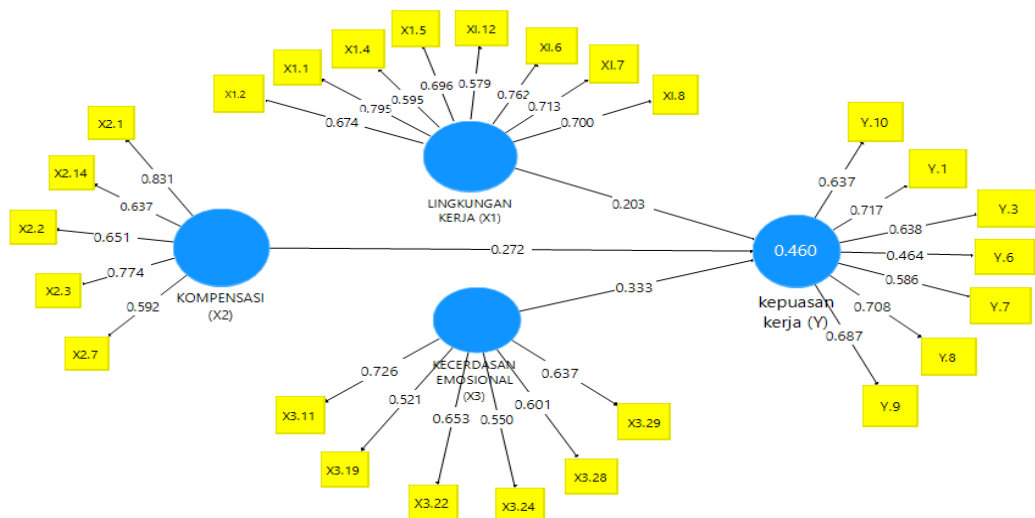 X1.5
XI.12
X1.4
XI.6
X1.1
XI.7
X1.2
XI.8
0.696
0.579
0.595
0.762
0.795
0.713
0.674
0.700
LINGKUNGAN
KERJA (X1)
X2.1
X2.14
X2.2
X2.3
X2.7
0.831
0.637
0.651
0.774
0.592
KOMPENSASI
(X2)
0.203
0.272
0.333
KECERDASAN
EMOSIONAL
(X3)
0.726
0.521
0.653
0.550
0.601
0.637
X3.11
X3.19
X3.22
X3.24
X3.28
X3.29
0.460
kepuasan
kerja (Y)
Y.10
Y.1
Y.3
Y.6
Y.7
Y.8
Y.9
0.637
0.717
0.638
0.464
0.586
0.708
0.687